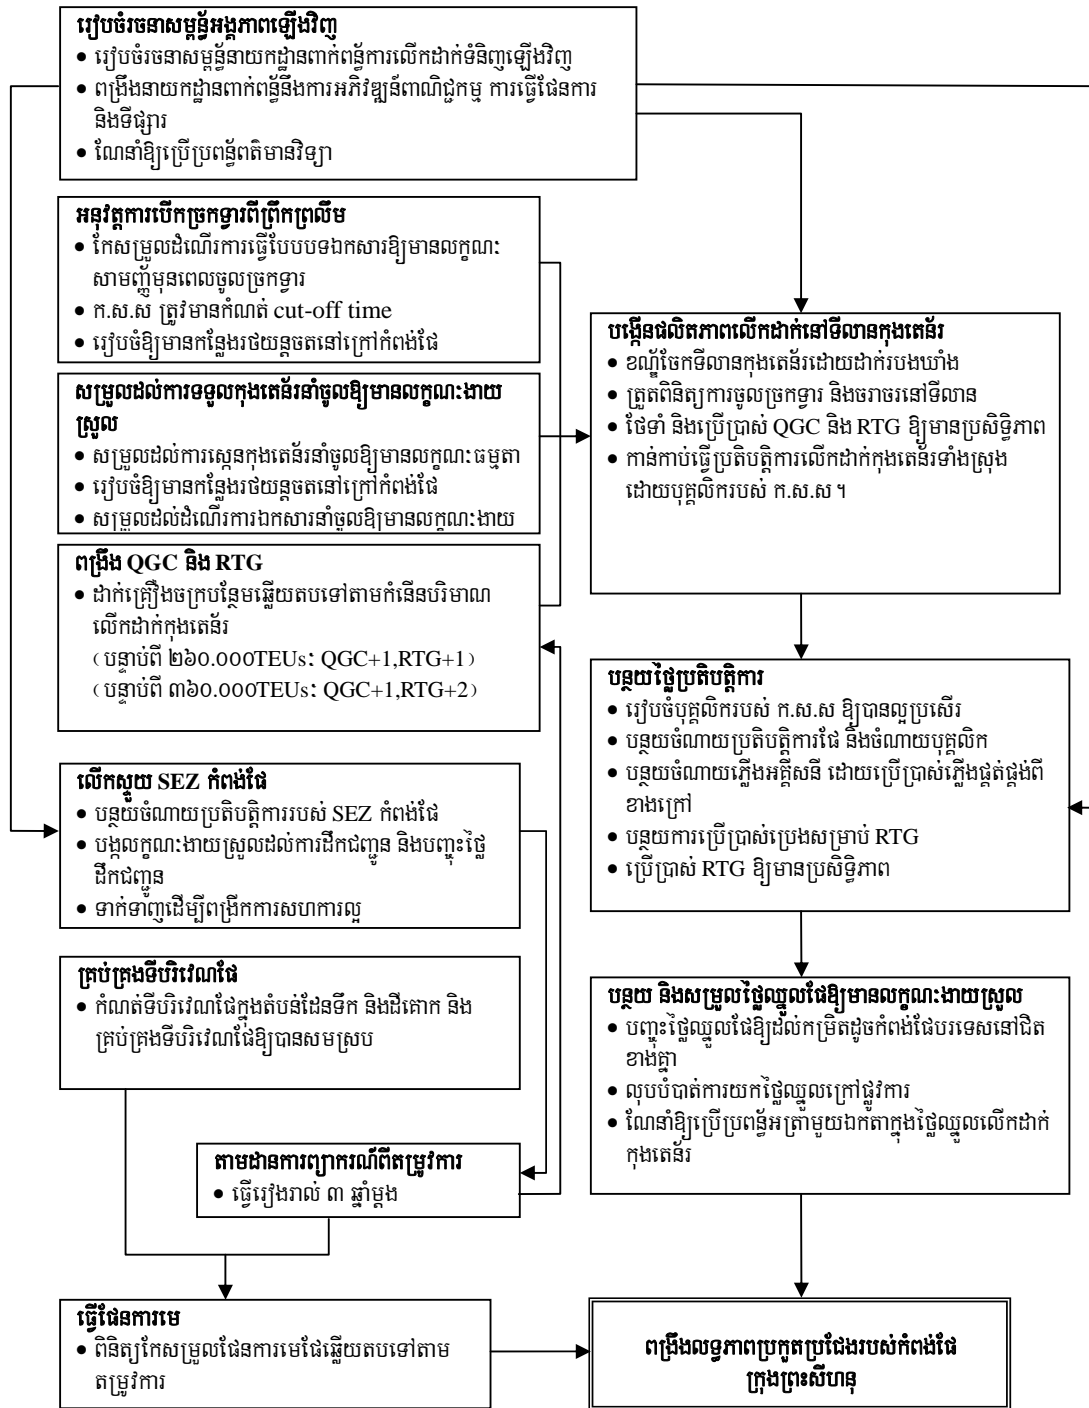 រៀបចំរចនាសម្ពន្ធ័អង្គភាពឡើងវិញ
• រៀបចំរចនាសម្ពន្ធ័នាយកដ្ឋានពាក់ពន្ធ័ការលើកដាក់ទំនិញឡើងវិញ
• ពង្រឹងនាយកដ្ឋានពាក់ពន្ធ័នឹងការអភិវឌ្ឍន៍ពាណិជ្ជកម្ម ការធ្វើផែនការ
និងទីផ្សារ
• ណែនាំឱ្យប្រើប្រពន្ធ័ពត៌មានវិទ្យា
អនុវត្តការបើកច្រកទ្វារពីព្រឹកព្រលឹម
• កែសម្រួលដំណើរការធ្វើបែបបទឯកសារឱ្យមានលក្ខណៈ
សាមញ្ញ័មុនពេលចូលច្រកទ្វារ
• ក.ស.ស ត្រូវមានកំណត់ cut-off time
• រៀបចំឱ្យមានកន្លែងរថយន្តចតនៅក្រៅកំពង់ផែ
សម្រួលដល់ការទទួលកុងតេន័រនាំចូលឱ្យមានលក្ខណៈងាយ
ស្រួល
• សម្រួលដល់ការស្កេនកុងតេន័រនាំចូលឱ្យមានលក្ខណៈធម្មតា
• រៀបចំឱ្យមានកន្លែងរថយន្តចតនៅក្រៅកំពង់ផែ
• សម្រួលដល់ដំណើរការឯកសារនាំចូលឱ្យមានលក្ខណៈងាយ
ពង្រឹង QGC និង RTG
• ដាក់គ្រឿងចក្របន្ថែមឆ្លើយតបទៅតាមកំនើនបរិមាណ
លើកដាក់កុងតេន័រ
(បន្ទាប់ពី ២៦០.000TEUs: QGC+1,RTG+1)
(បន្ទាប់ពី ៣៦០.000TEUs: QGC+1,RTG+2)
លើកស្ទួយ SEZ កំពង់ផែ
• បន្ថយចំណាយប្រតិបត្តិការរបស់ SEZ កំពង់ផែ
• បង្កលក្ខណៈងាយស្រួលដល់ការដឹកជញ្ជូន និងបញ្ចុះថ្លៃ
ដឹកជញ្ជូន
• ទាក់ទាញដើម្បីពង្រីកការសហការល្អ
គ្រប់គ្រងទីបរិវេណផែ
• កំណត់ទីបរិវេណផែក្នុងតំបន់ដែនទឹក និងដីគោក និង
គ្រប់គ្រងទីបរិវេណផែឱ្យបានសមស្រប
តាមដានការព្យាករណ៍ពីតម្រូវការ
• ធ្វើរៀងរាល់ ៣ ឆ្នាំម្តង
ធ្វើផែនការមេ
• ពិនិត្យកែសម្រួលផែនការមេផែឆ្លើយតបទៅតាម
តម្រូវការ
បង្កើនផលិតភាពលើកដាក់នៅទីលានកុងតេន័រ
• ខណ្ឌ័ចែកទីលានកុងតេន័រដោយដាក់របងឃាំង
• ត្រួតពិនិត្យការចូលច្រកទ្វារ និងចរាចរនៅទីលាន
• ថែទាំ និងប្រើប្រាស់ QGC និង RTG ឱ្យមានប្រសិទ្ធិភាព
• កាន់កាប់ធ្វើប្រតិបត្តិការលើកដាក់កុងតេន័រទាំងស្រុង
ដោយបុគ្គលិករបស់ ក.ស.ស។
បន្ថយថ្លៃប្រតិបត្តិការ
• រៀបចំបុគ្គលិករបស់ ក.ស.ស ឱ្យបានល្អប្រសើរ
• បន្ថយចំណាយប្រតិបត្តិការផែ និងចំណាយបុគ្គលិក
• បន្ថយចំណាយភ្លើងអគ្គីសនី ដោយប្រើប្រាស់ភ្លើងផ្គត់ផ្គង់ពី
ខាងក្រៅ
• បន្ថយការប្រើប្រាស់ប្រេងសម្រាប់ RTG
• ប្រើប្រាស់ RTG ឱ្យមានប្រសិទ្ធិភាព
បន្ថយ និងសម្រួលថ្លៃឈ្នួលផែឱ្យមានលក្ខណៈងាយស្រួល
• បញ្ចុះថ្លៃឈ្នួលផែឱ្យដល់កម្រិតដូចកំពង់ផែបរទេសនៅជិត
ខាងគ្នា
• លុបបំបាត់ការយកថ្លៃឈ្នួលក្រៅផ្លូវការ
• ណែនាំឱ្យប្រើប្រពន្ធ័អត្រាមួយឯកតាក្នុងថ្លៃឈ្នួលលើកដាក់
កុងតេន័រ
ពង្រឹងលទ្ធភាពប្រកួតប្រជែងរបស់កំពង់ផែ
ក្រុងព្រះសីហនុ